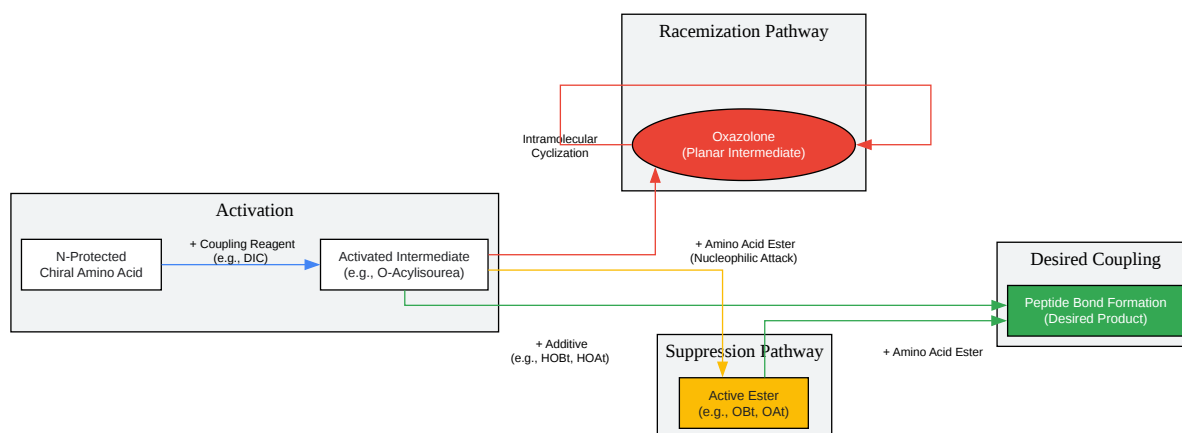 Racemization Pathway
Intramolecular
Cyclization
Oxazolone
(Planar Intermediate)
Activation
N-Protected
Chiral Amino Acid
+ Coupling Reagent
(e.g., DIC)
Activated Intermediate
(e.g., O-Acylisourea)
+ Amino Acid Ester
(Nucleophilic Attack)
Desired Coupling
Peptide Bond Formation
(Desired Product)
+ Additive
(e.g., HOBt, HOAt)
Suppression Pathway
+ Amino Acid Ester
Active Ester
(e.g., OBt, OAt)